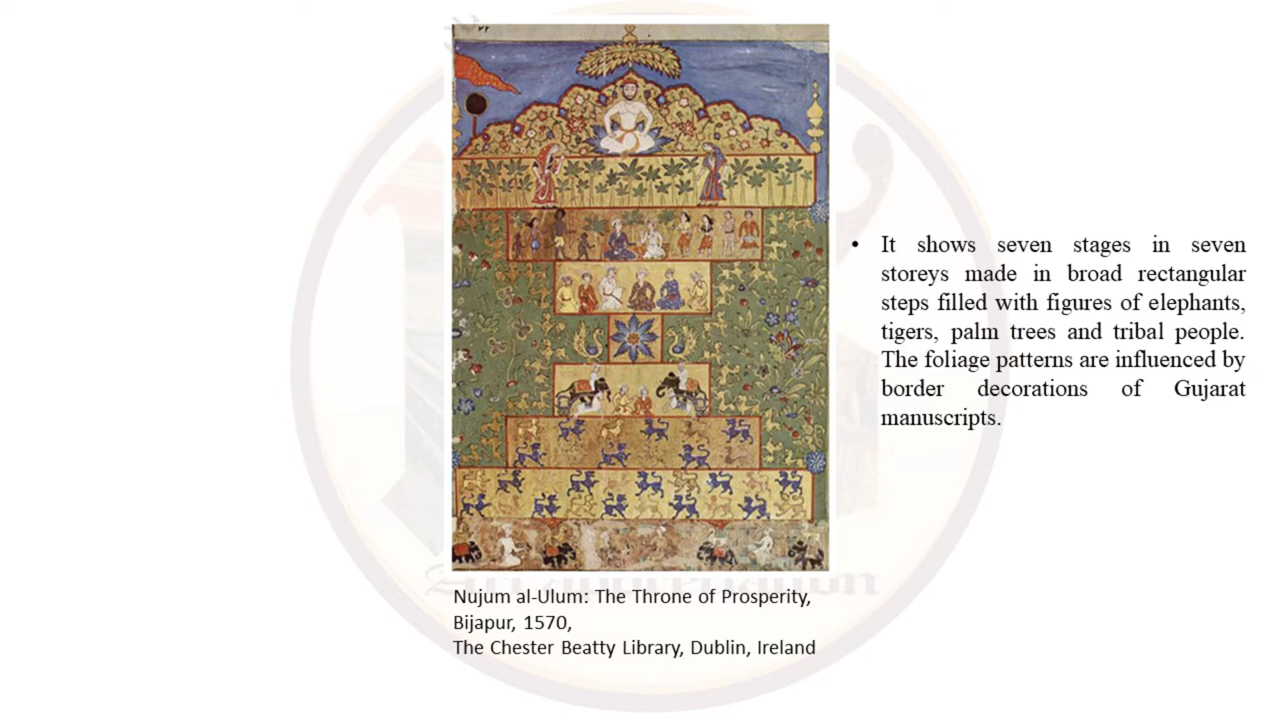 It shows seven stages in seven
storeys made in broad rectangular
steps filled with figures of elephants,
tigers, palm trees and tribal people.
The foliage patterns are influenced by
border decorations of Gujarat
manuscripts.
Nujum al-Ulum: The Throne of Prosperity,
Bijapur, 1570,
The Chester Beatty Library, Dublin, Ireland